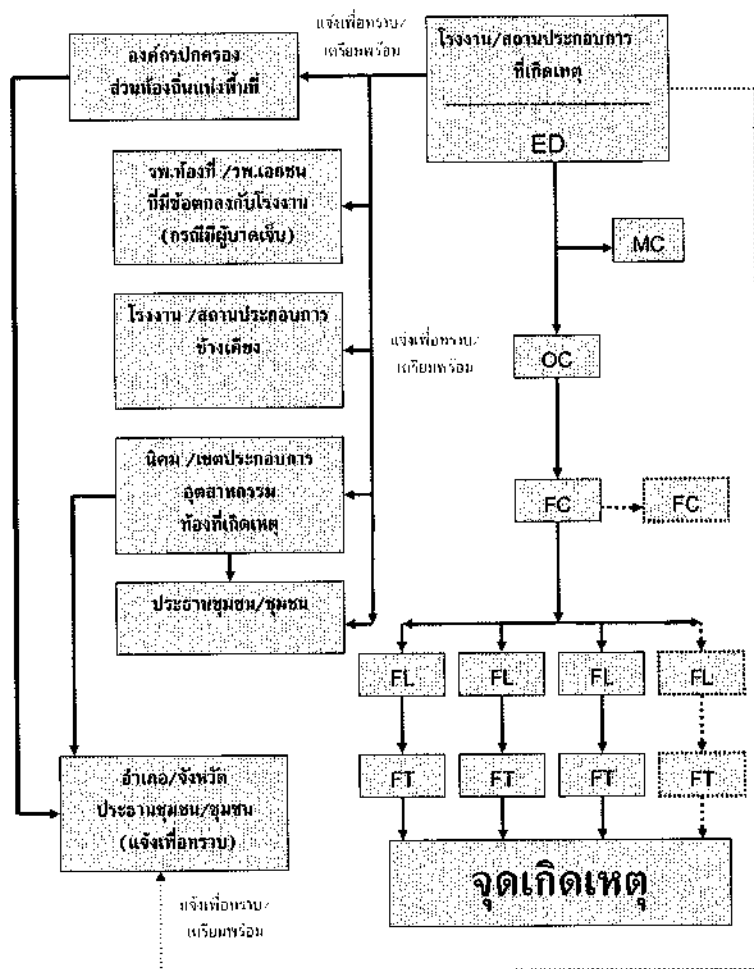 แจ้งเพื่อทราบ/
เตรียมพร้อม
องค์กรปกครอง
ส่วนท้องถิ่นแห่งพื้นที่
โรงงาน/สถานประกอบการ
ที่เกิดเหตุ
ED
รพ.ท้องที่ /รพ.เอกชน
ที่มีข้อตกลงกับโรงงาน
(กรณีมีผู้บาดเจ็บ)
MC
โรงงาน /สถานประกอบการ
ข้างเคียง
แจ้งเพื่อทราบ/
เตรียมพร้อม
OC
นิคม /เขตประกอบการ
อุตสาหกรรม
ท้องที่เกิดเหตุ
FC
FC
ประธานชุมชน/ชุมชน
FL
FL
FL
FL
FT
FT
FT
FT
อำเภอ/จังหวัด
ประธานชุมชน/ชุมชน
(แจ้งเพื่อทราบ)
จุดเกิดเหตุ
แจ้งเพื่อทราบ/
เตรียมพร้อม